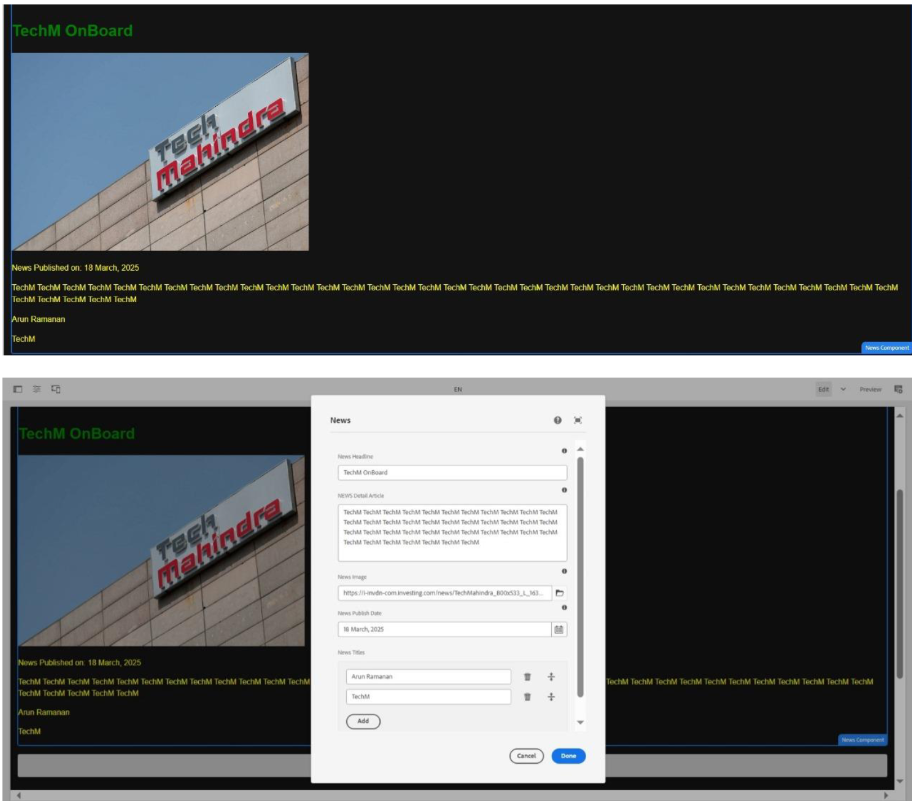 TechM OnBoard
Tech
Mahindra
News Published on: 18 March, 2025
TechM TechM TechM TechM TechM TechM TechM TechM TechM TechM TechM TechM TechM TechM TechM TechM TechM TechM TechM TechM TechM TechM TechM TechM TechM TechM TechM TechM TechM TechM TechM TechM TechM TechM TechM
TechM TechM TechM TechM TechM
Arun Ramanan
TechM
News Component
EN
Edit
Preview
TechM OnBoard
Tech
Mahindra
News Published on: 18 March, 2025
TechM TechM TechM TechM TechM TechM TechM TechM TechM TechM TechM TechM
TechM TechM TechM TechM TechM TechM TechM TechM TechM TechM TechM
TechM TechM TechM TechM TechM
Arun Ramanan
TechM
News Component
News
News Headline
TechM OnBoard
NEWS Detail Article
TechM TechM TechM TechM TechM TechM TechM TechM TechM TechM TechM
TechM TechM TechM TechM TechM TechM TechM TechM TechM TechM TechM
TechM TechM TechM TechM TechM TechM TechM TechM TechM TechM TechM
TechM TechM TechM TechM TechM TechM TechM
News Image
https://i-invdn-com.investing.com/news/TechMahindra_800x533_L_163...
News Publish Date
18 March, 2025
News Titles
Arun Ramanan
TechM
Add
Cancel
Done